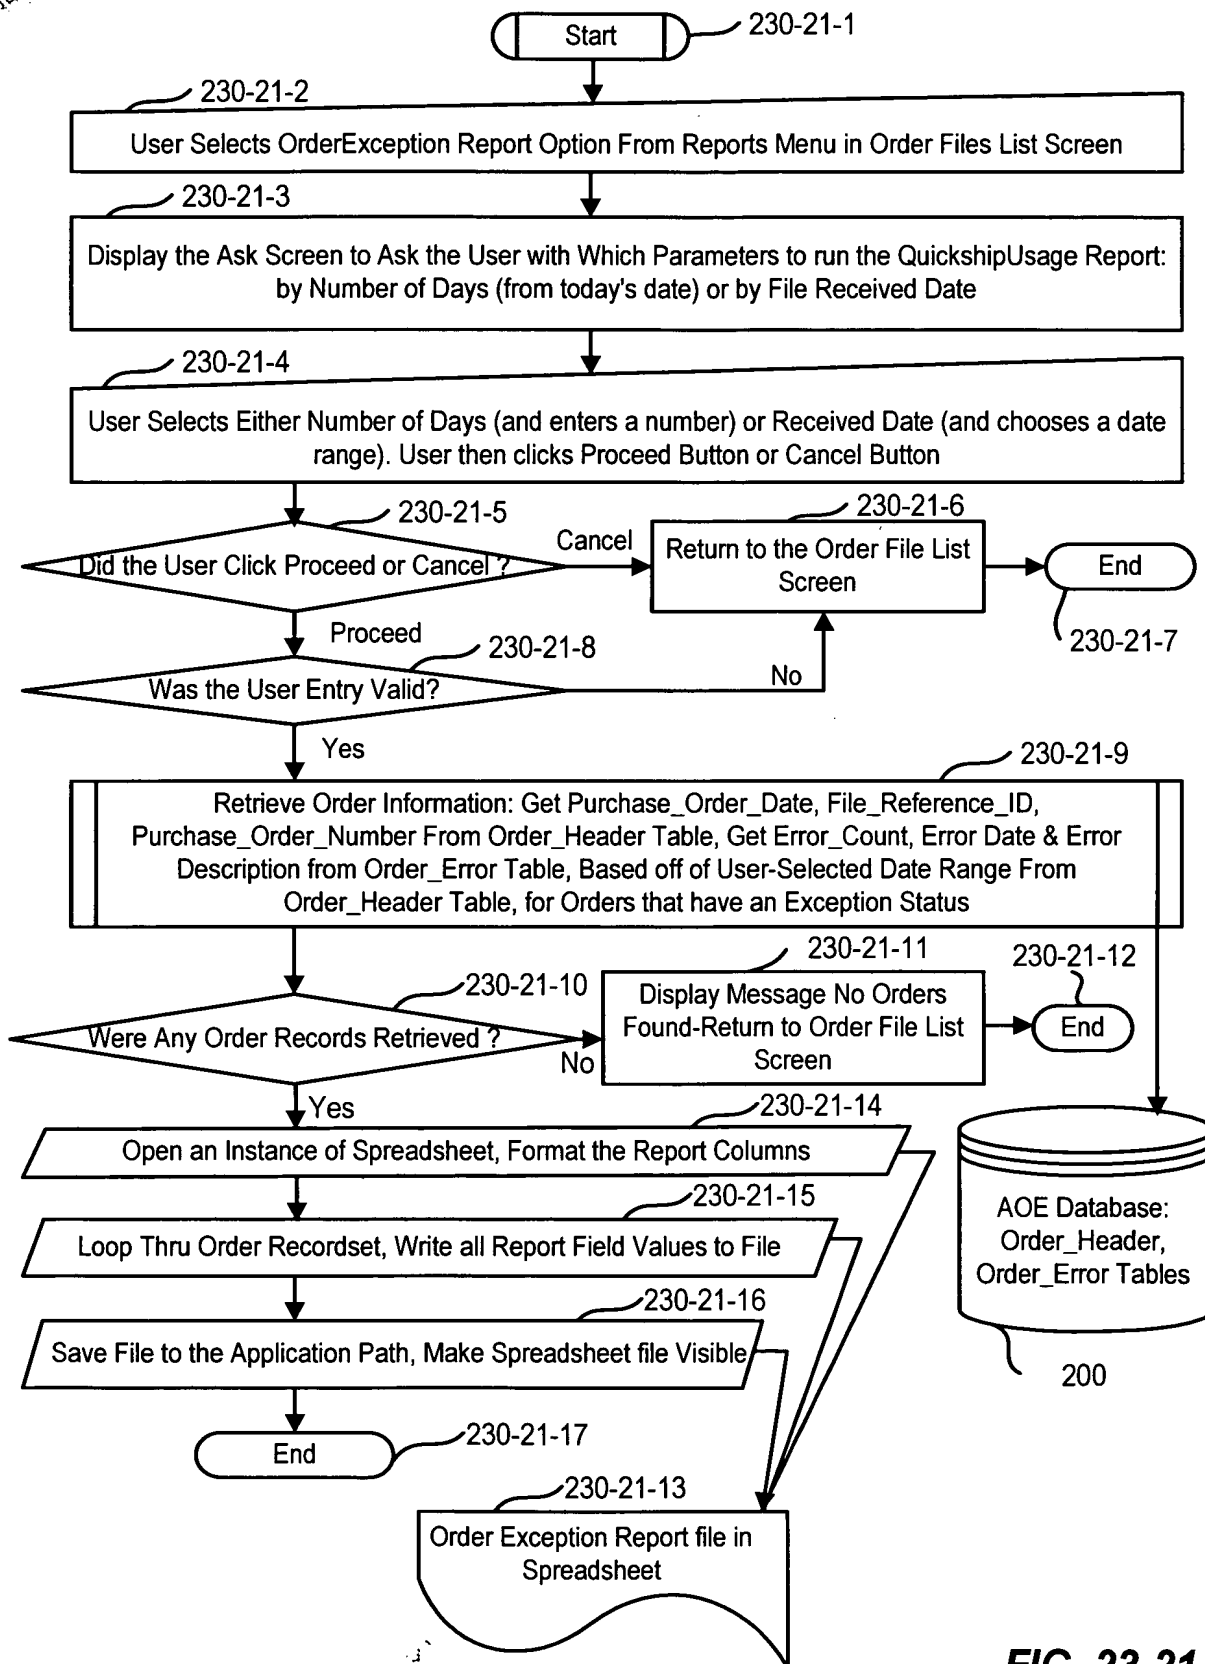 Start
230-21-1
230-21-2
User Selects OrderException Report Option From Reports Menu in Order Files List Screen
230-21-3
Display the Ask Screen to Ask the User with Which Parameters to run the QuickshipUsage Report:
by Number of Days (from today's date) or by File Received Date
230-21-4
User Selects Either Number of Days (and enters a number) or Received Date (and chooses a date
range). User then clicks Proceed Button or Cancel Button
230-21-5
Did the User Click Proceed or Cancel ?
Cancel
230-21-6
Return to the Order File List
Screen
End
230-21-7
Proceed
230-21-8
Was the User Entry Valid?
No
Yes
230-21-9
Retrieve Order Information: Get Purchase_Order_Date, File_Reference_ID,
Purchase_Order_Number From Order_Header Table, Get Error_Count, Error Date & Error
Description from Order_Error Table, Based off of User-Selected Date Range From
Order_Header Table, for Orders that have an Exception Status
230-21-10
Were Any Order Records Retrieved ?
No
230-21-11
Display Message No Orders
Found-Return to Order File List
Screen
230-21-12
End
Yes
230-21-14
Open an Instance of Spreadsheet, Format the Report Columns
230-21-15
Loop Thru Order Recordset, Write all Report Field Values to File
230-21-16
Save File to the Application Path, Make Spreadsheet file Visible
AOE Database:
Order_Header,
Order_Error Tables
200
End
230-21-17
230-21-13
Order Exception Report file in
Spreadsheet
FIG. 23-21